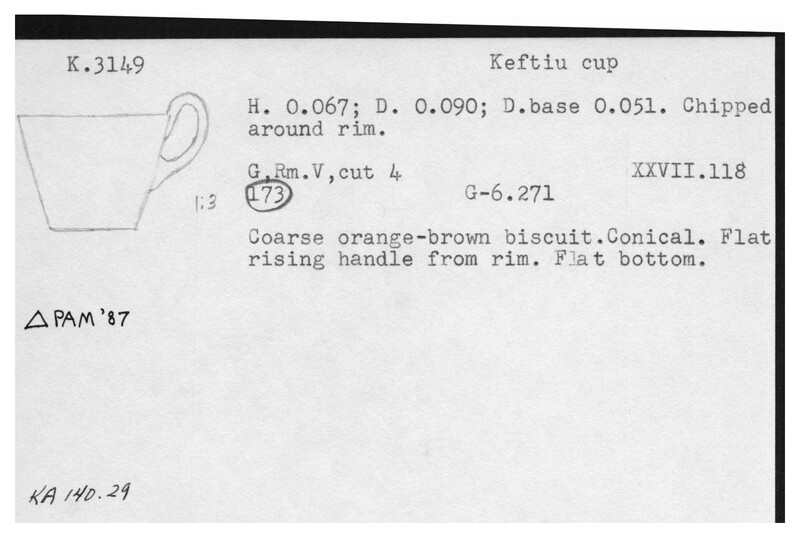 K.3149
Keftiu cup
H. 0.067; D. 0.090; D.base 0.051. Chipped
around rim.
G,Rm.V,cut 4 XXVII.118
173 G-6.271
1:3
Coarse orange-brown biscuit.Conical. Flat
rising handle from rim. Flat bottom.
△ PAM '87
KA 140.29